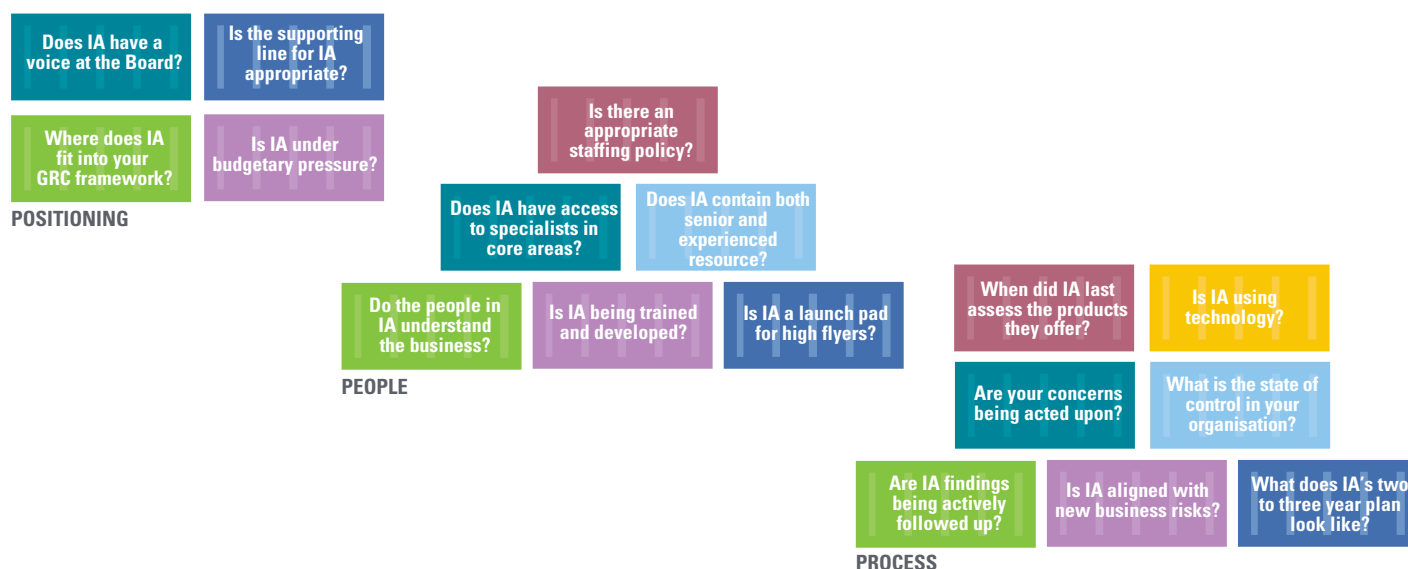 Does IA have a
voice at the Board?
Is the supporting
line for IA
appropriate?
Where does IA
fit into your
GRC framework?
Is IA under
budgetary pressure?
POSITIONING
Is there an
appropriate
staffing policy?
Does IA have access
to specialists in
core areas?
Does IA contain both
senior and
experienced
resource?
Do the people in
IA understand
the business?
Is IA being trained
and developed?
Is IA a launch pad
for high flyers?
PEOPLE
When did IA last
assess the products
they offer?
Is IA using
technology?
Are your concerns
being acted upon?
What is the state of
control in your
organisation?
Are IA findings
being actively
followed up?
Is IA aligned with
new business risks?
What does IA's two
to three year plan
look like?
PROCESS